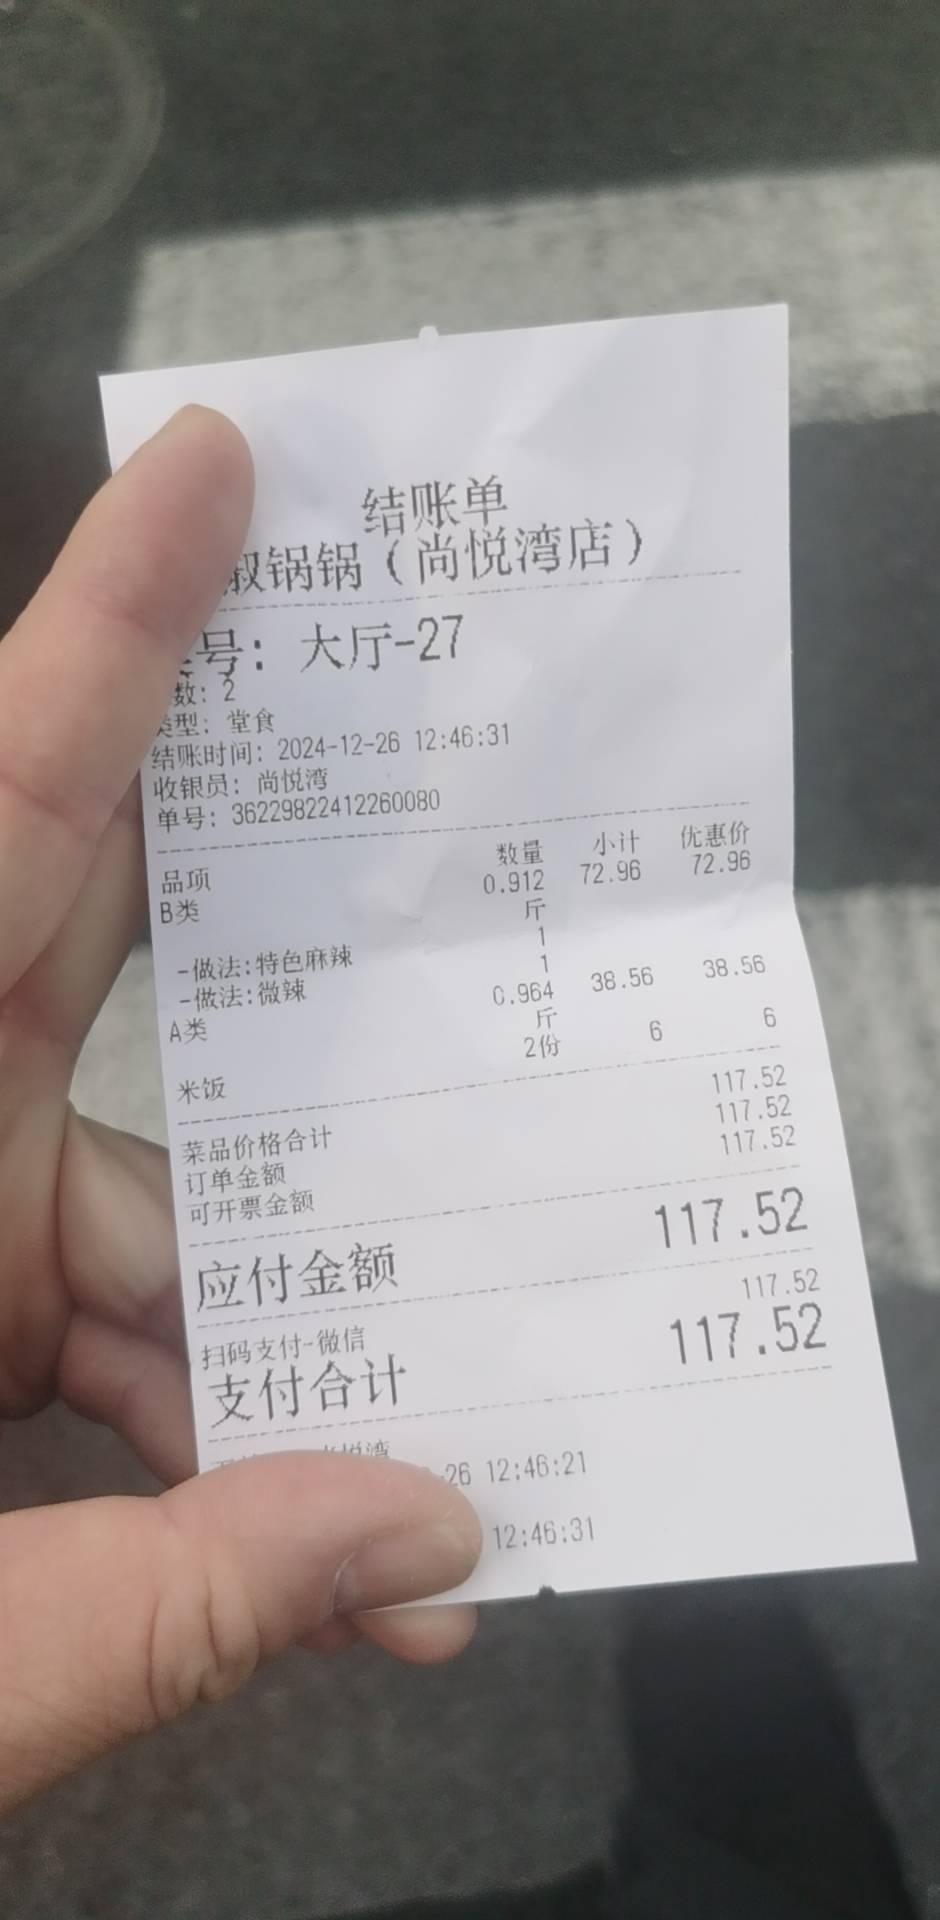 结账单
椒锅锅（尚悦湾店）
号：大厅-27
数：2
类型：堂食
结账时间：2024-12-26 12:46:31
收银员：尚悦湾
单号：36229822412260080
品项 数量 小计 优惠价
B类 0.912 72.96 72.96
斤
-做法:特色麻辣 1
-做法:微辣 1
A类 0.964 38.56 38.56
斤
米饭 2份 6 6
菜品价格合计 117.52
订单金额 117.52
可开票金额 117.52
应付金额 117.52
扫码支付-微信 117.52
支付合计 117.52
悦湾
-26 12:46:21
12:46:31